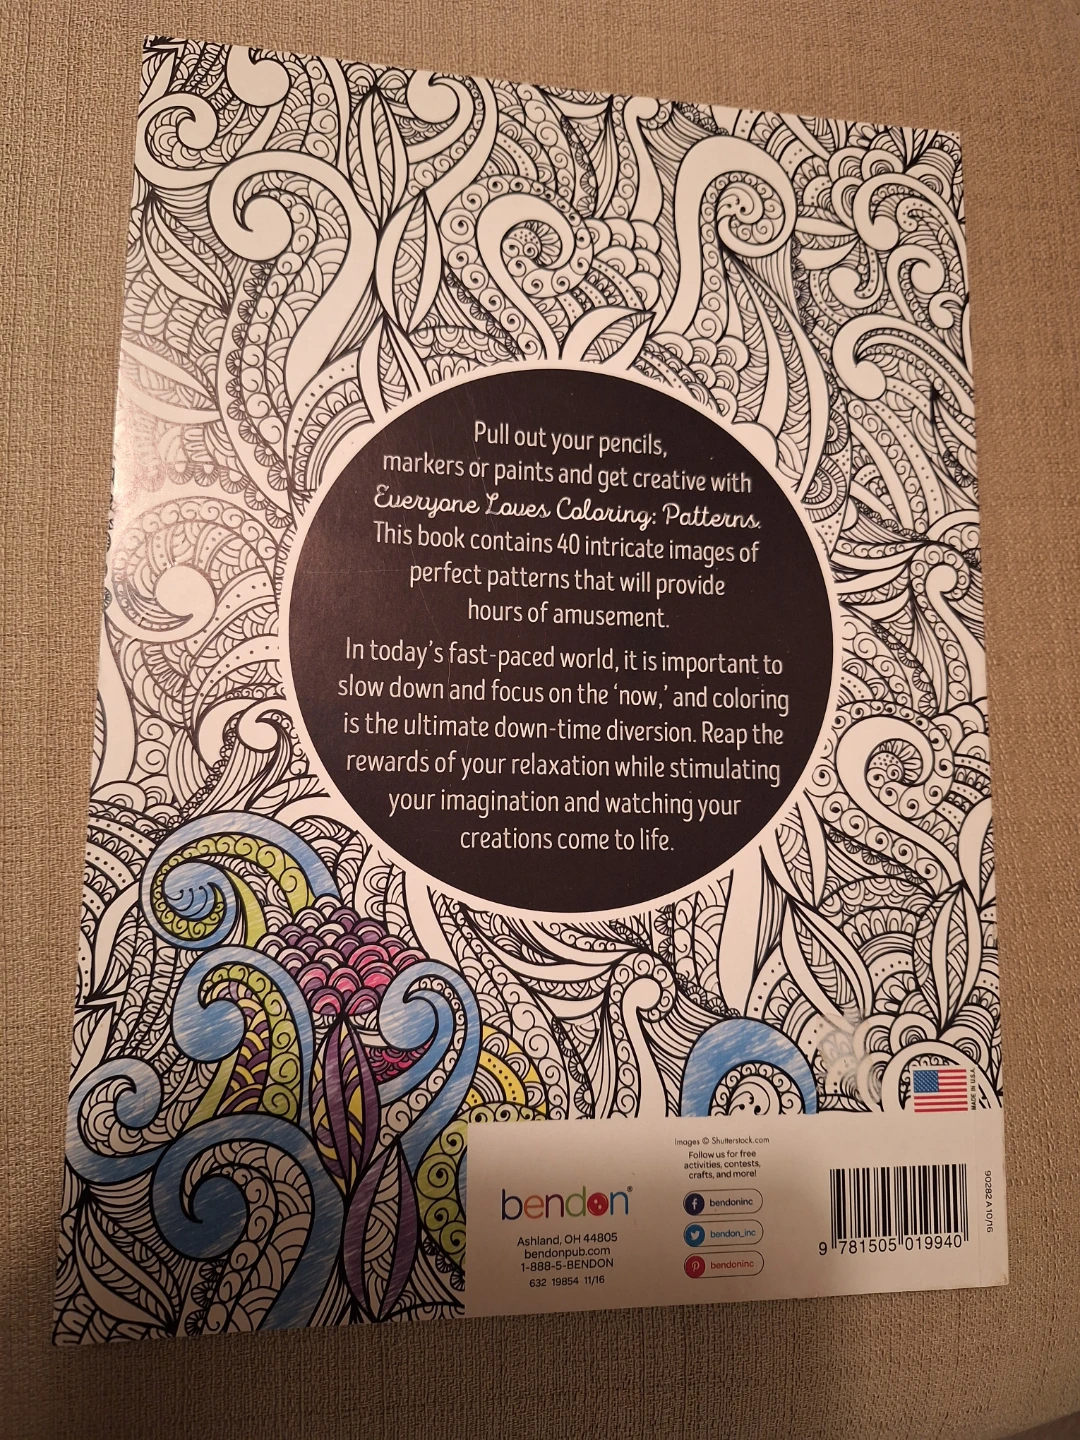 Pull out your pencils,
markers or paints and get creative with
Everyone Loves Coloring: Patterns.
This book contains 40 intricate images of
perfect patterns that will provide
hours of amusement.
In today's fast-paced world, it is important to
slow down and focus on the 'now,' and coloring
is the ultimate down-time diversion. Reap the
rewards of your relaxation while stimulating
your imagination and watching your
creations come to life.
MADE IN U.S.A.
Images © Shutterstock.com
Follow us for free
activities, contests,
crafts, and more!
bendon®
Ashland, OH 44805
bendonpub.com
1-888-5-BENDON
632 19854 11/16
bendoninc
bendon_inc
bendoninc
9 781505 019940
90282 A 10/16